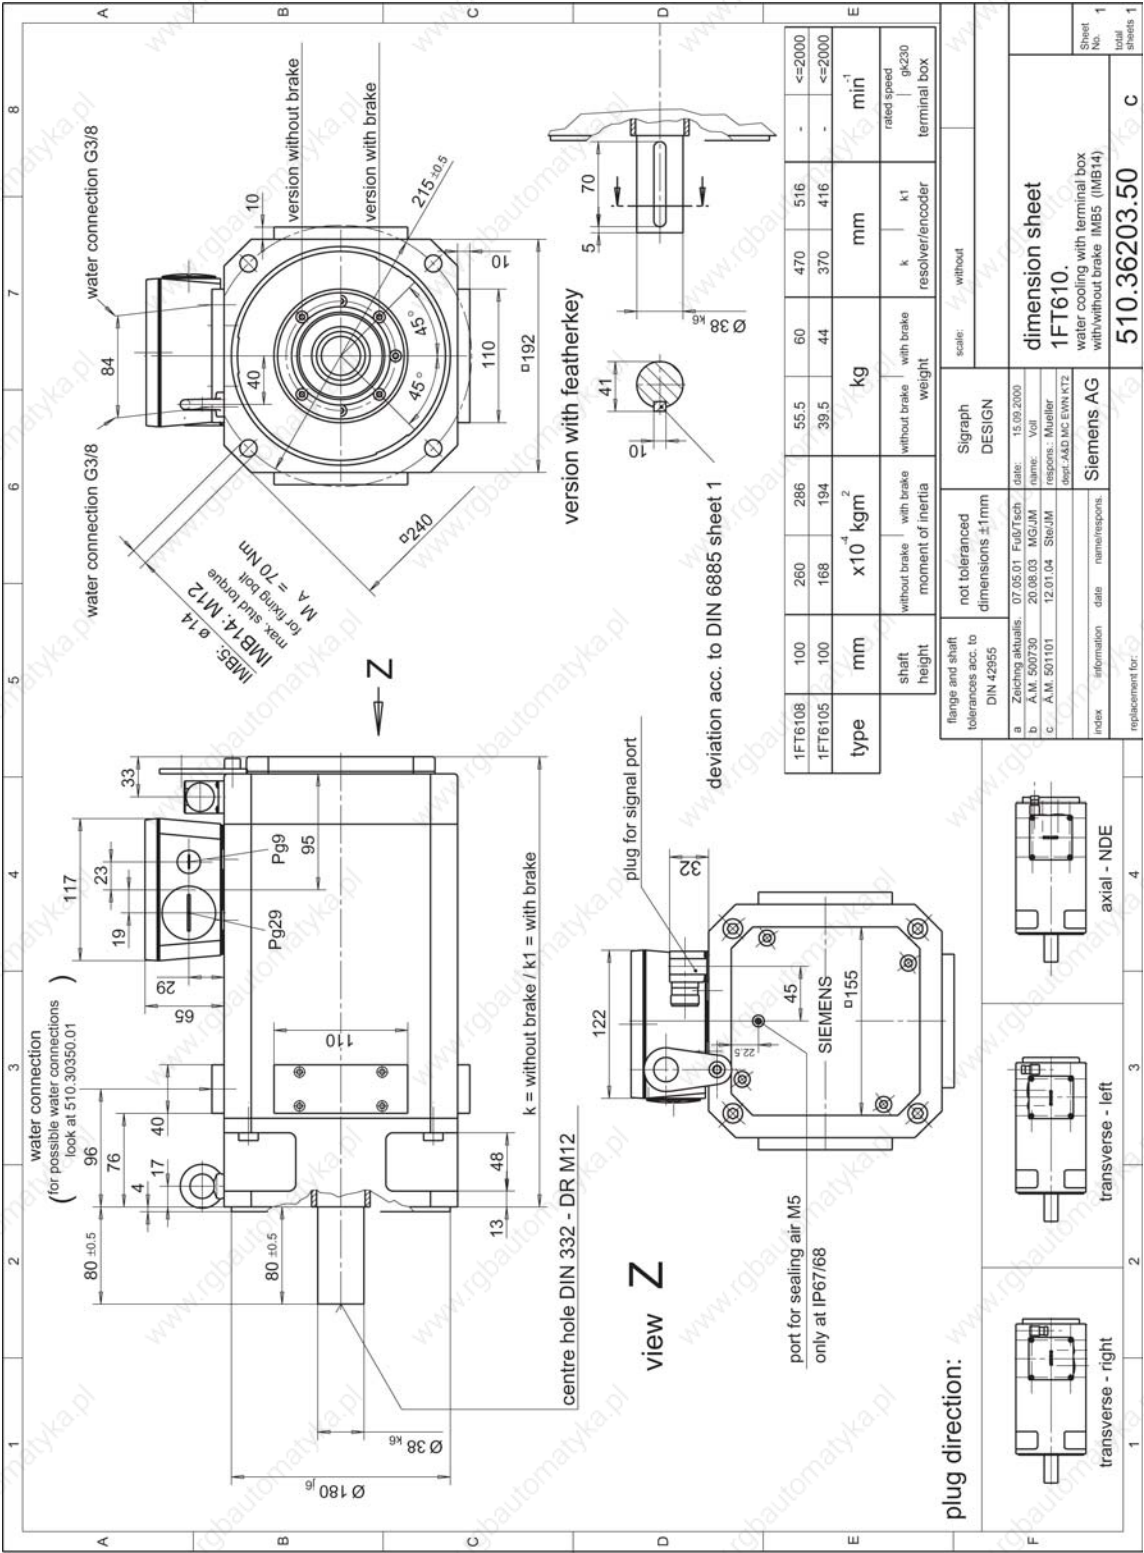 1 2 3 4 5 6 7 8
A
B
C
D
E
F
A
B
C
D
E
water connection
(for possible water connections
look at 510.30350.01)
117
23
19
33
29
65
96
76
40
17
4
80 ±0.5
80 ±0.5
Pg29
Pg9
95
110
48
13
k = without brake / k1 = with brake
centre hole DIN 332 - DR M12
Ø 38 k6
Ø 180 j6
Z
water connection G3/8
water connection G3/8
84
40
10
version without brake
version with brake
215 ±0.5
IMB5: Ø 14
IMB14: M12
max. stud torque
for fixing bolt
M A = 70 Nm
□240
45°
45°
10
110
□192
version with featherkey
41
10
70
5
Ø 38 k6
deviation acc. to DIN 6885 sheet 1
view Z
122
plug for signal port
32
45
22.5
SIEMENS
□155
port for sealing air M5
only at IP67/68
1FT6108 100 260 286 55.5 60 470 516 - <=2000
1FT6105 100 168 194 39.5 44 370 416 - <=2000
type mm x10⁻⁴ kgm² kg mm min⁻¹
shaft height
without brake with brake
moment of inertia
without brake with brake
weight
k k1
resolver/encoder
rated speed
gk230
terminal box
plug direction:
transverse - right
transverse - left
axial - NDE
flange and shaft
tolerances acc. to
DIN 42955
not toleranced
dimensions ±1mm
Sigraph
DESIGN
scale: without
a Zeichng aktualis. 07.05.01 Fuß/Tsch
b Ä.M. 500730 20.08.03 MG/JM
c Ä.M. 501101 12.01.04 Ste/JM
index information date name/respons.
date: 15.09.2000
name: Voll
respons.: Mueller
dept.:A&D MC EWN KT2
Siemens AG
dimension sheet
1FT610.
water cooling with terminal box
with/without brake IMB5 (IMB14)
510.36203.50 c
Sheet No. 1
total sheets 1
replacement for:
1 2 3 4
www.rgbautomatyka.pl